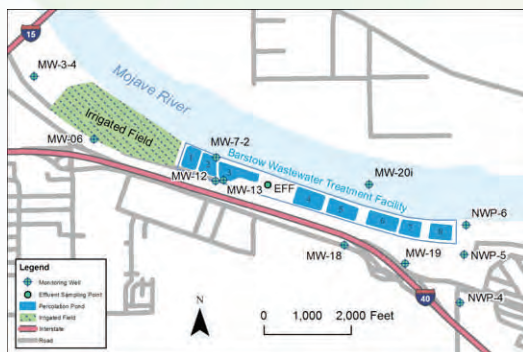 15
MW-3-4
Mojave River
Irrigated Field
MW-06
MW-7-2
Barstow Wastewater Treatment Facility
1
2
3
MW-12
MW-13
EFF
MW-20i
4
5
6
7
8
NWP-6
MW-18
MW-19
NWP-5
NWP-4
40
Legend
Monitoring Well
Effluent Sampling Point
Percolation Pond
Irrigated Field
Interstate
Road
N
0 1,000 2,000 Feet